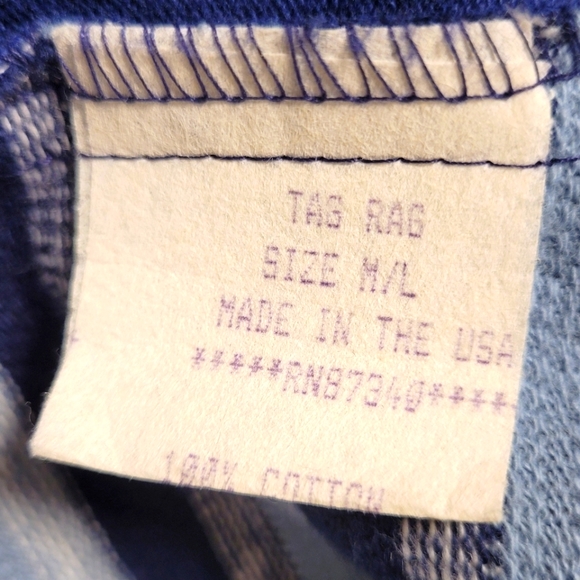 TAG RAG
SIZE M/L
MADE IN THE USA
*****RN87340*****
100% COTTON